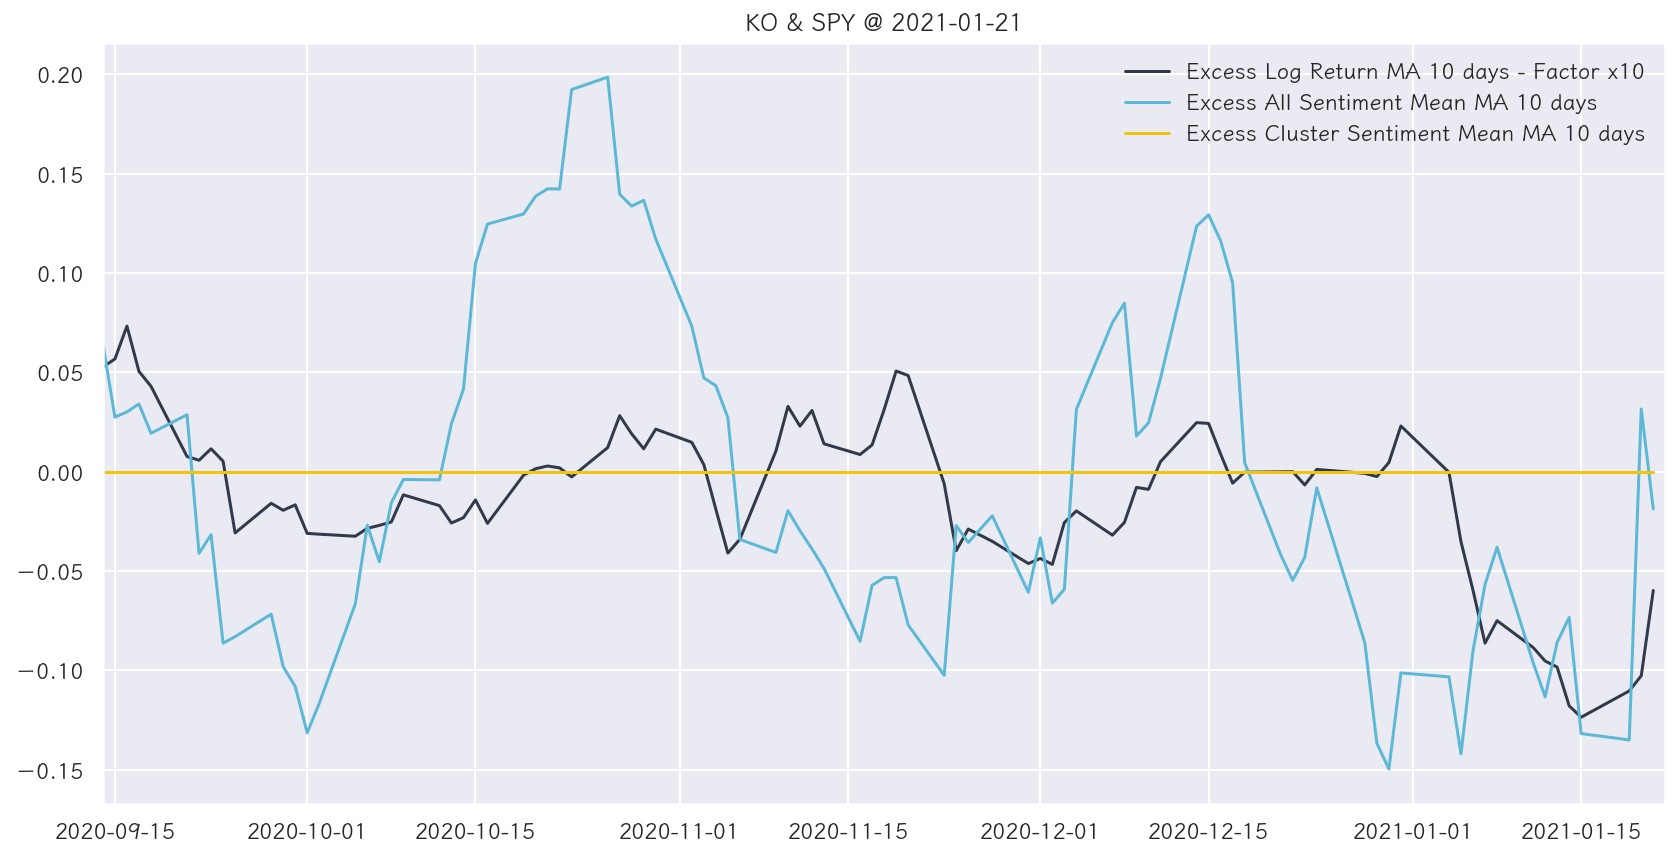 KO & SPY @ 2021-01-21
Excess Log Return MA 10 days - Factor x10
Excess All Sentiment Mean MA 10 days
Excess Cluster Sentiment Mean MA 10 days
0.20
0.15
0.10
0.05
0.00
−0.05
−0.10
−0.15
2020-09-15 2020-10-01 2020-10-15 2020-11-01 2020-11-15 2020-12-01 2020-12-15 2021-01-01 2021-01-15